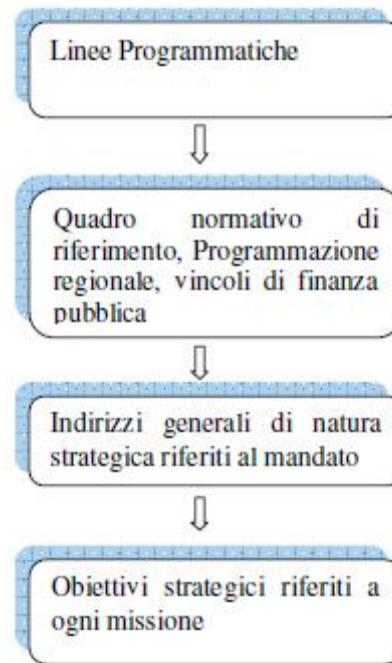 Linee Programmatiche
Quadro normativo di
riferimento, Programmazione
regionale, vincoli di finanza
pubblica
Indirizzi generali di natura
strategica riferiti al mandato
Obiettivi strategici riferiti a
ogni missione